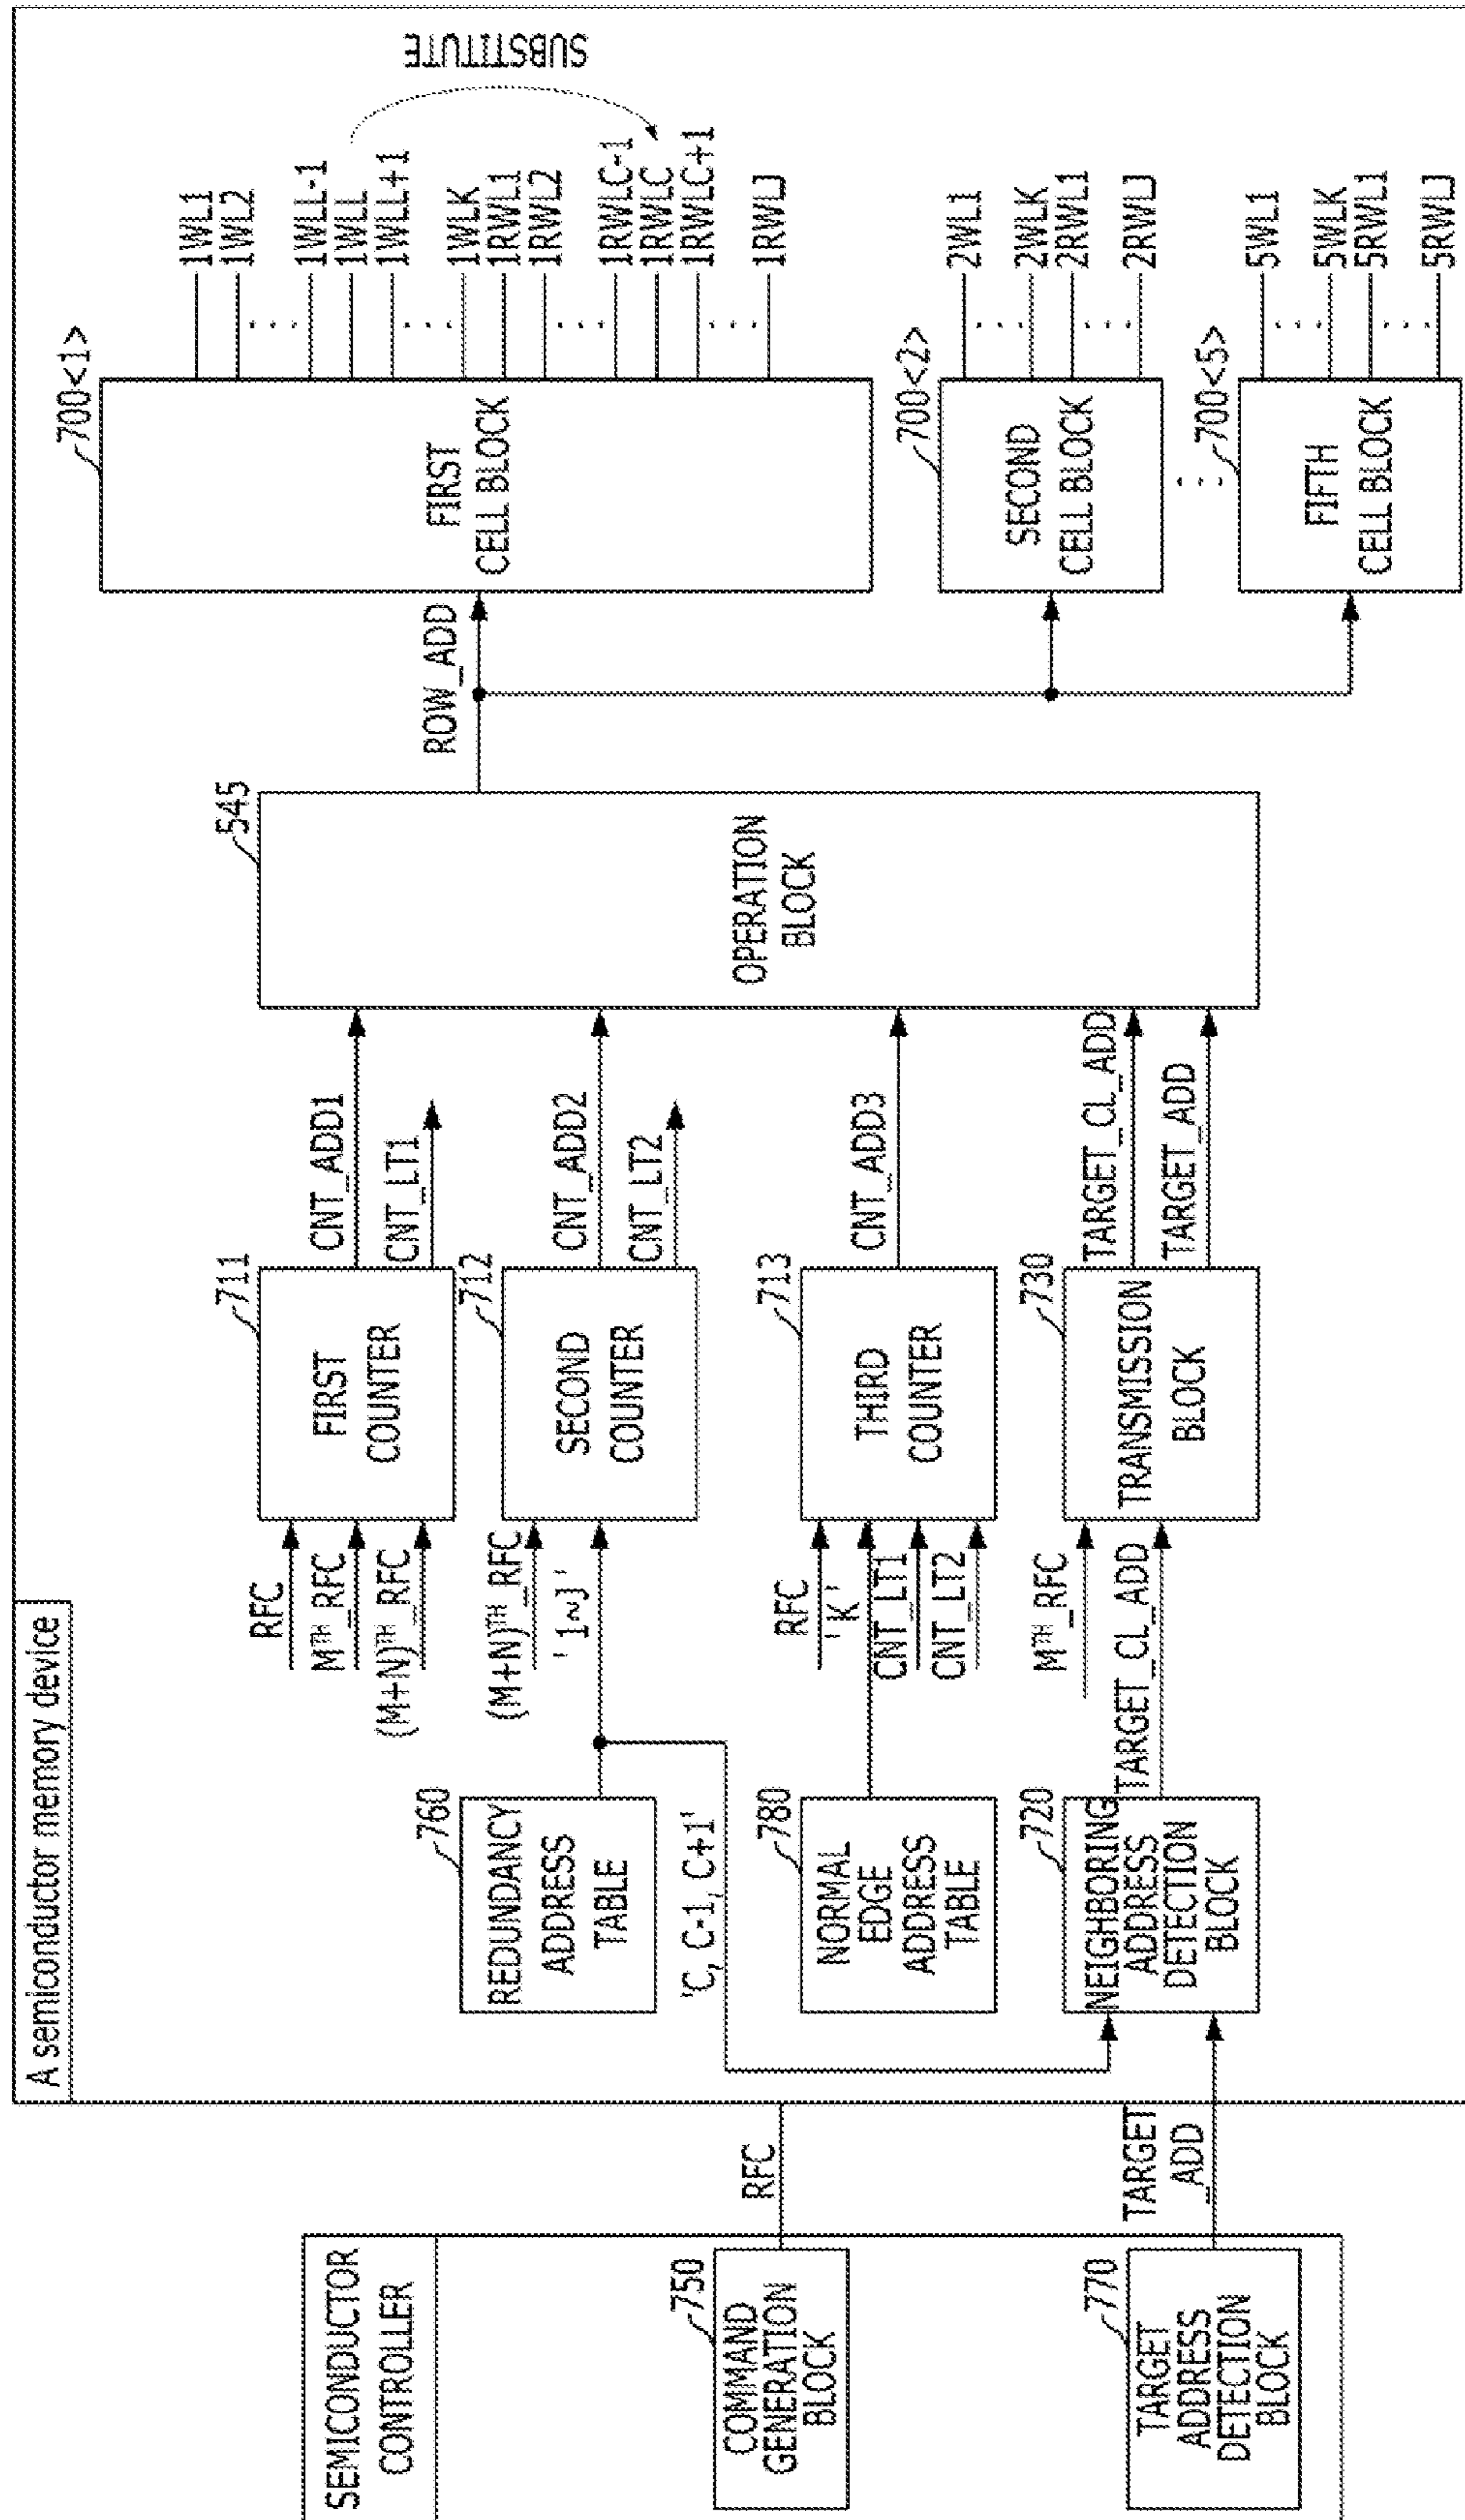 SEMICONDUCTOR
CONTROLLER
750
COMMAND
GENERATION
BLOCK
770
TARGET
ADDRESS
DETECTION
BLOCK
RFC
TARGET
_ADD
A semiconductor memory device
760
REDUNDANCY
ADDRESS
TABLE
'C, C-1, C+1'
780
NORMAL
EDGE
ADDRESS
TABLE
720
NEIGHBORING
ADDRESS
DETECTION
BLOCK
RFC
Mᵀᴴ_RFC
(M+N)ᵀᴴ_RFC
(M+N)ᵀᴴ_RFC
'1~J'
RFC
'K'
CNT_LT1
CNT_LT2
Mᵀᴴ_RFC
TARGET_CL_ADD
711
FIRST
COUNTER
712
SECOND
COUNTER
713
THIRD
COUNTER
730
TRANSMISSION
BLOCK
CNT_ADD1
CNT_LT1
CNT_ADD2
CNT_LT2
CNT_ADD3
TARGET_CL_ADD
TARGET_ADD
545
OPERATION
BLOCK
ROW_ADD
700<1>
FIRST
CELL BLOCK
700<2>
SECOND
CELL BLOCK
700<5>
FIFTH
CELL BLOCK
1WL1
1WL2
1WLL-1
1WLL
1WLL+1
1WLK
1RWL1
1RWL2
1RWLC-1
1RWLC
1RWLC+1
1RWLJ
SUBSTITUTE
2WL1
2WLK
2RWL1
2RWLJ
5WL1
5WLK
5RWL1
5RWLJ